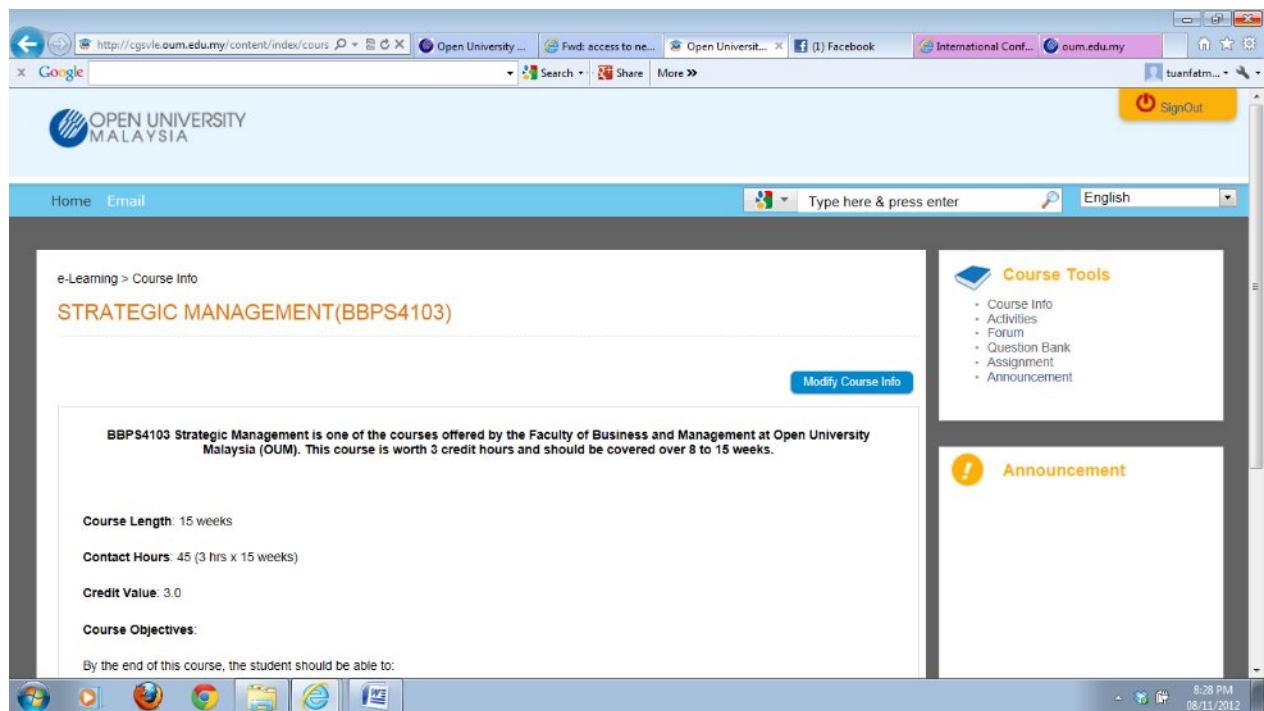 http://cgsvle.oum.edu.my/content/index/cours
Open University ...
Fwd: access to ne...
Open Universit...
(1) Facebook
International Conf...
oum.edu.my
x Google
Search
Share
More »
tuanfatm...
OPEN UNIVERSITY
MALAYSIA
SignOut
Home Email
Type here & press enter
English
e-Learning > Course Info
STRATEGIC MANAGEMENT(BBPS4103)
Modify Course Info
BBPS4103 Strategic Management is one of the courses offered by the Faculty of Business and Management at Open University
Malaysia (OUM). This course is worth 3 credit hours and should be covered over 8 to 15 weeks.
Course Length: 15 weeks
Contact Hours: 45 (3 hrs x 15 weeks)
Credit Value: 3.0
Course Objectives:
By the end of this course, the student should be able to:
Course Tools
Course Info
Activities
Forum
Question Bank
Assignment
Announcement
Announcement
8:28 PM
08/11/2012